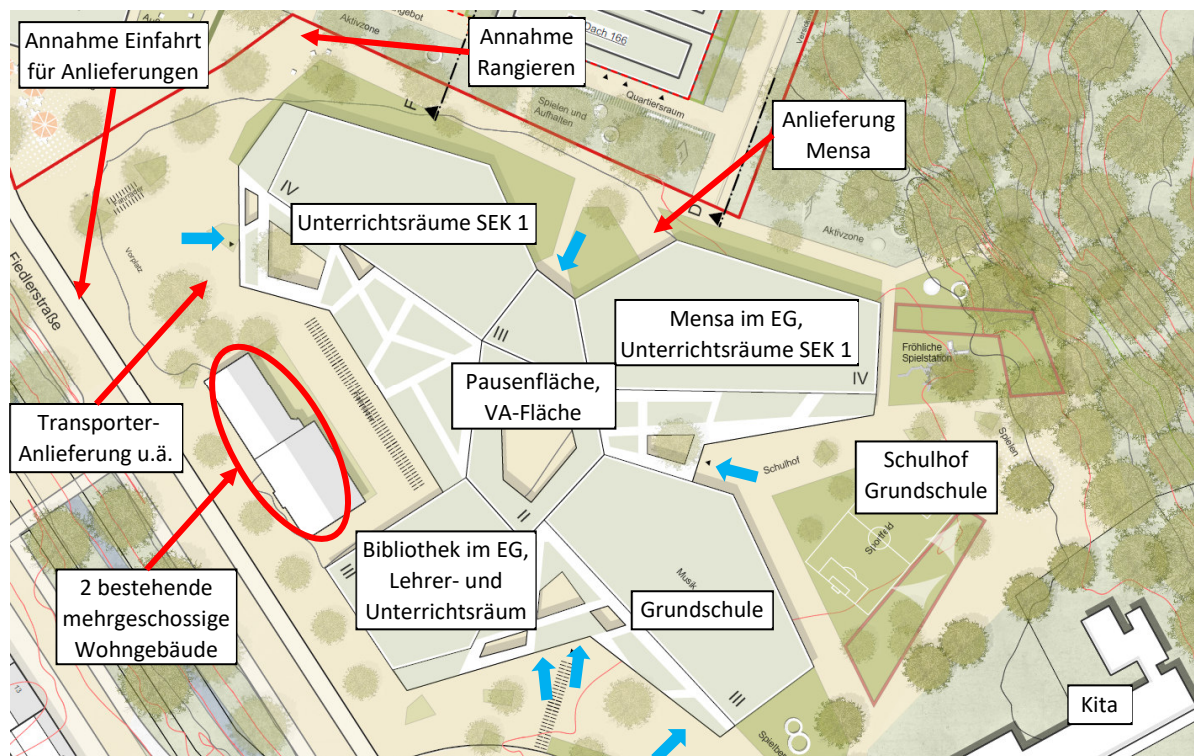 Annahme Einfahrt
für Anlieferungen
Aktivzone
Annahme
Rangieren
Dach 166
Quartiersraum
Spielen und
Aufhalten
F
Anlieferung
Mensa
D
Aktivzone
Fahrräder
Vorplatz
Fiedlerstraße
IV
Unterrichtsräume SEK 1
III
Mensa im EG,
Unterrichtsräume SEK 1
IV
Fröhliche
Spielstation
Pausenfläche,
VA-Fläche
Transporter-
Anlieferung u.ä.
Spielen
Schulhof
Schulhof
Grundschule
Sportfeld
II
III
Bibliothek im EG,
Lehrer- und
Unterrichtsräum
Musik
Grundschule
2 bestehende
mehrgeschossige
Wohngebäude
III
Kita
13